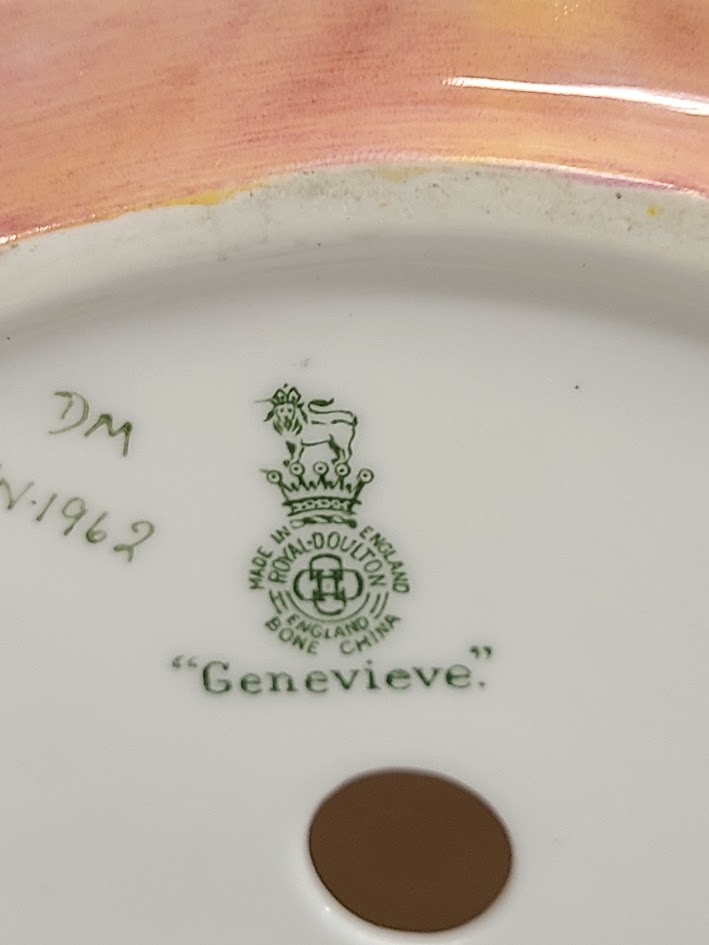 DM
N·1962
MADE IN ENGLAND
ROYAL·DOULTON
ENGLAND
BONE CHINA
“Genevieve.”